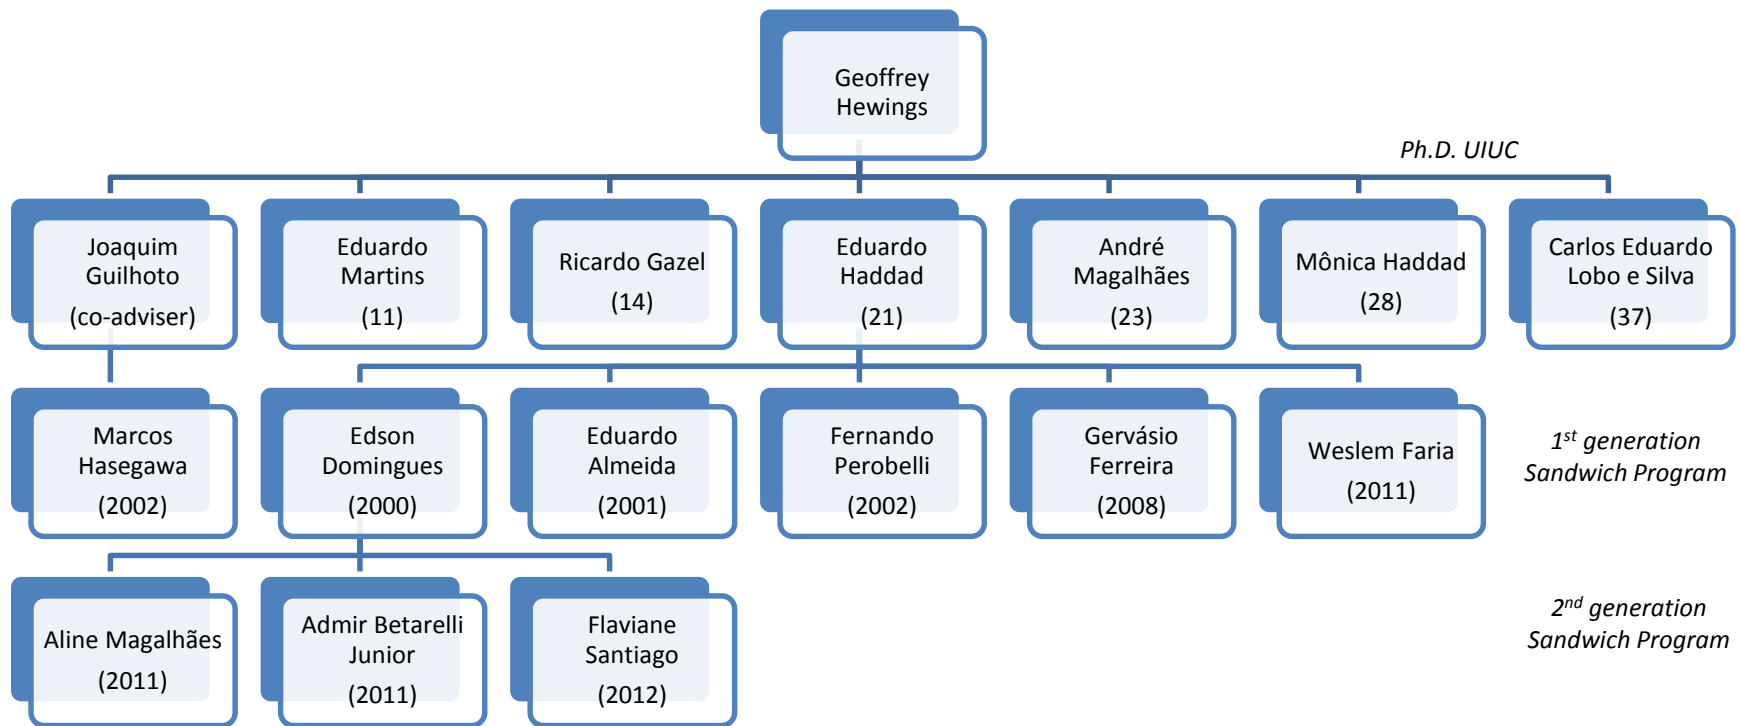 Geoffrey
Hewings
Ph.D. UIUC
Joaquim
Guilhoto
(co-adviser)
Eduardo
Martins
(11)
Ricardo Gazel
(14)
Eduardo
Haddad
(21)
André
Magalhães
(23)
Mônica Haddad
(28)
Carlos Eduardo
Lobo e Silva
(37)
Marcos
Hasegawa
(2002)
Edson
Domingues
(2000)
Eduardo
Almeida
(2001)
Fernando
Perobelli
(2002)
Gervásio
Ferreira
(2008)
Weslem Faria
(2011)
1st generation
Sandwich Program
Aline Magalhães
(2011)
Admir Betarelli
Junior
(2011)
Flaviane
Santiago
(2012)
2nd generation
Sandwich Program